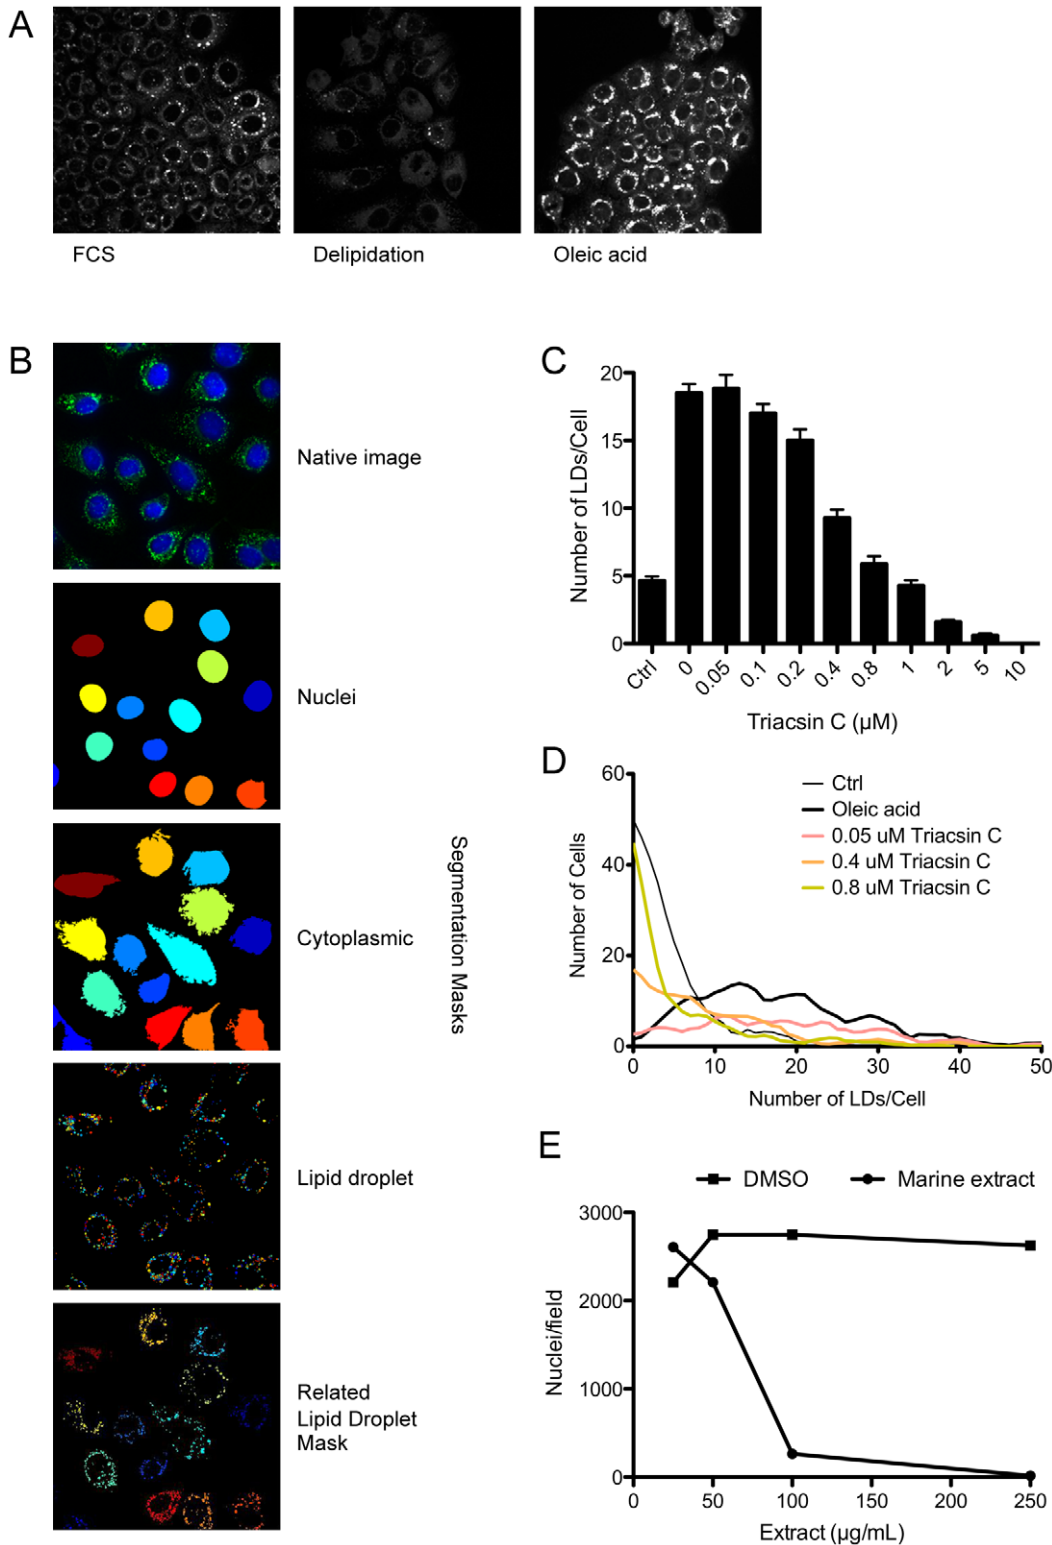 A
FCS
Delipidation
Oleic acid
B
Native image
Nuclei
Cytoplasmic
Lipid droplet
Related
Lipid Droplet
Mask
Segmentation Masks
C
Number of LDs/Cell
20
15
10
5
0
Ctrl
0
0.05
0.1
0.2
0.4
0.8
1
2
5
10
Triacsin C (µM)
D
Number of Cells
60
40
20
0
Ctrl
Oleic acid
0.05 uM Triacsin C
0.4 uM Triacsin C
0.8 uM Triacsin C
0 10 20 30 40 50
Number of LDs/Cell
E
DMSO
Marine extract
Nuclei/field
3000
2000
1000
0
0 50 100 150 200 250
Extract (µg/mL)